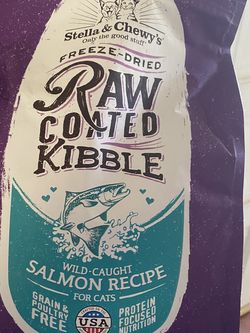 Stella & Chewy's
Only the good stuff.
FREEZE-DRIED
RAW
COATED
KIBBLE
WILD-CAUGHT
SALMON RECIPE
FOR CATS
GRAIN &
POULTRY
FREE
USA
PROTEIN
FOCUSED
NUTRITION